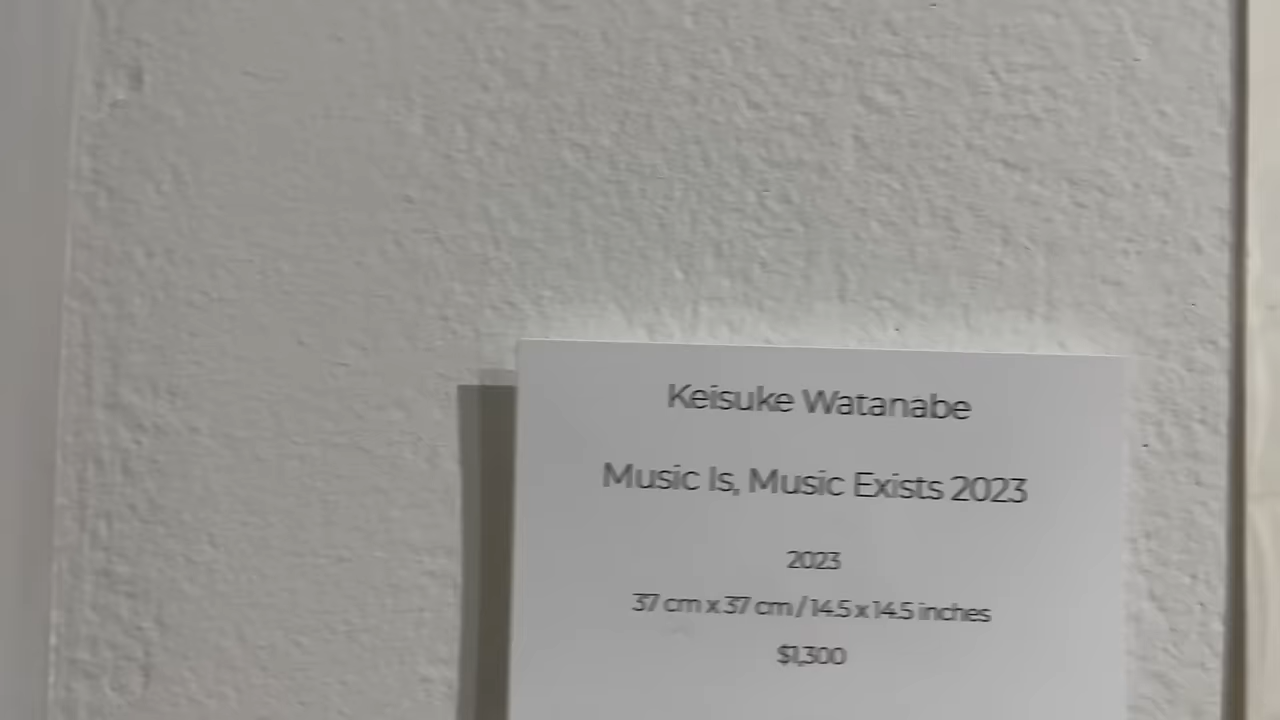 Keisuke Watanabe
Music Is, Music Exists 2023
2023
37 cm x 37 cm / 14.5 x 14.5 inches
$1,300